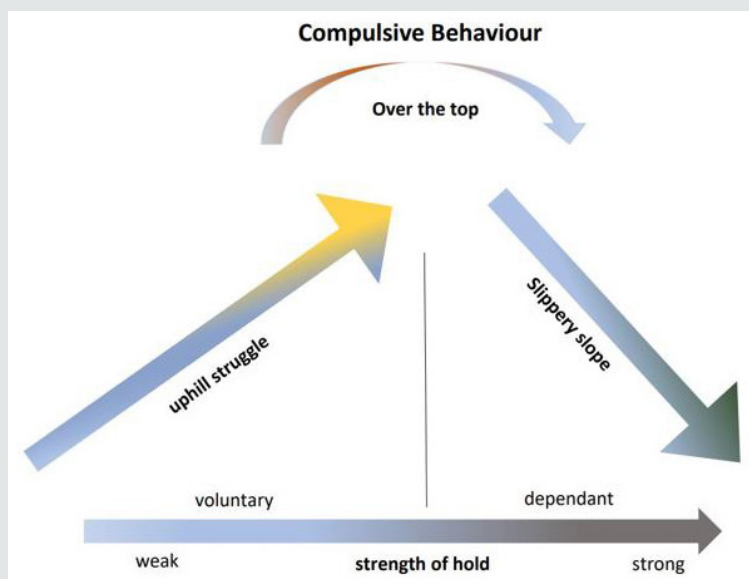 Compulsive Behaviour
Over the top
uphill struggle
Slippery slope
voluntary
dependant
weak
strength of hold
strong